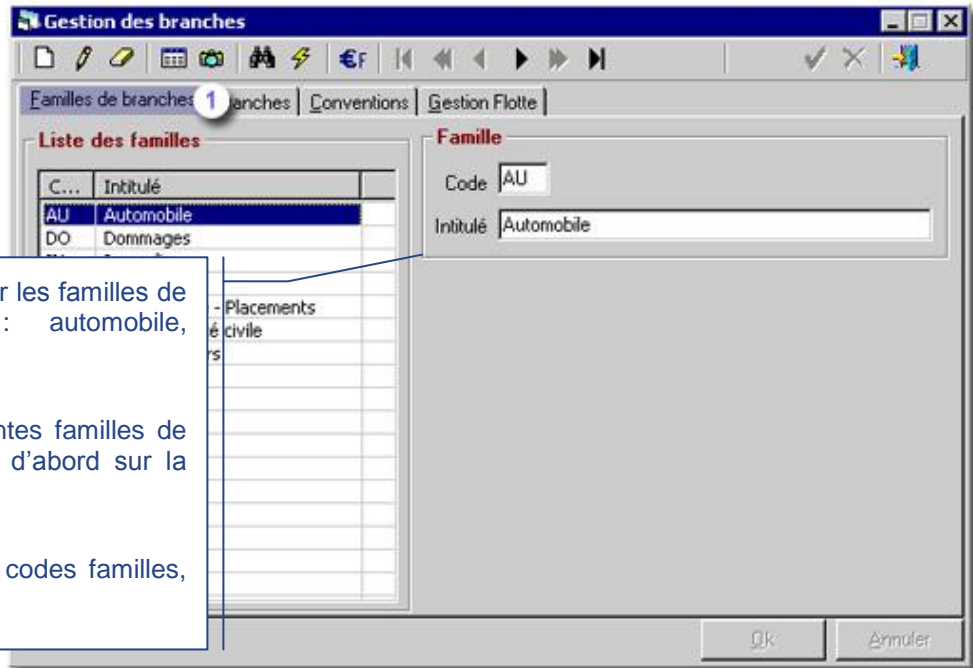 Gestion des branches
€F
Familles de branches 1 anches Conventions Gestion Flotte
Liste des familles
C... Intitulé
AU Automobile
DO Dommages
- Placements
é civile
rs
Famille
Code AU
Intitulé Automobile
r les familles de
: automobile,
ntes familles de
d'abord sur la
codes familles,
Ok Annuler